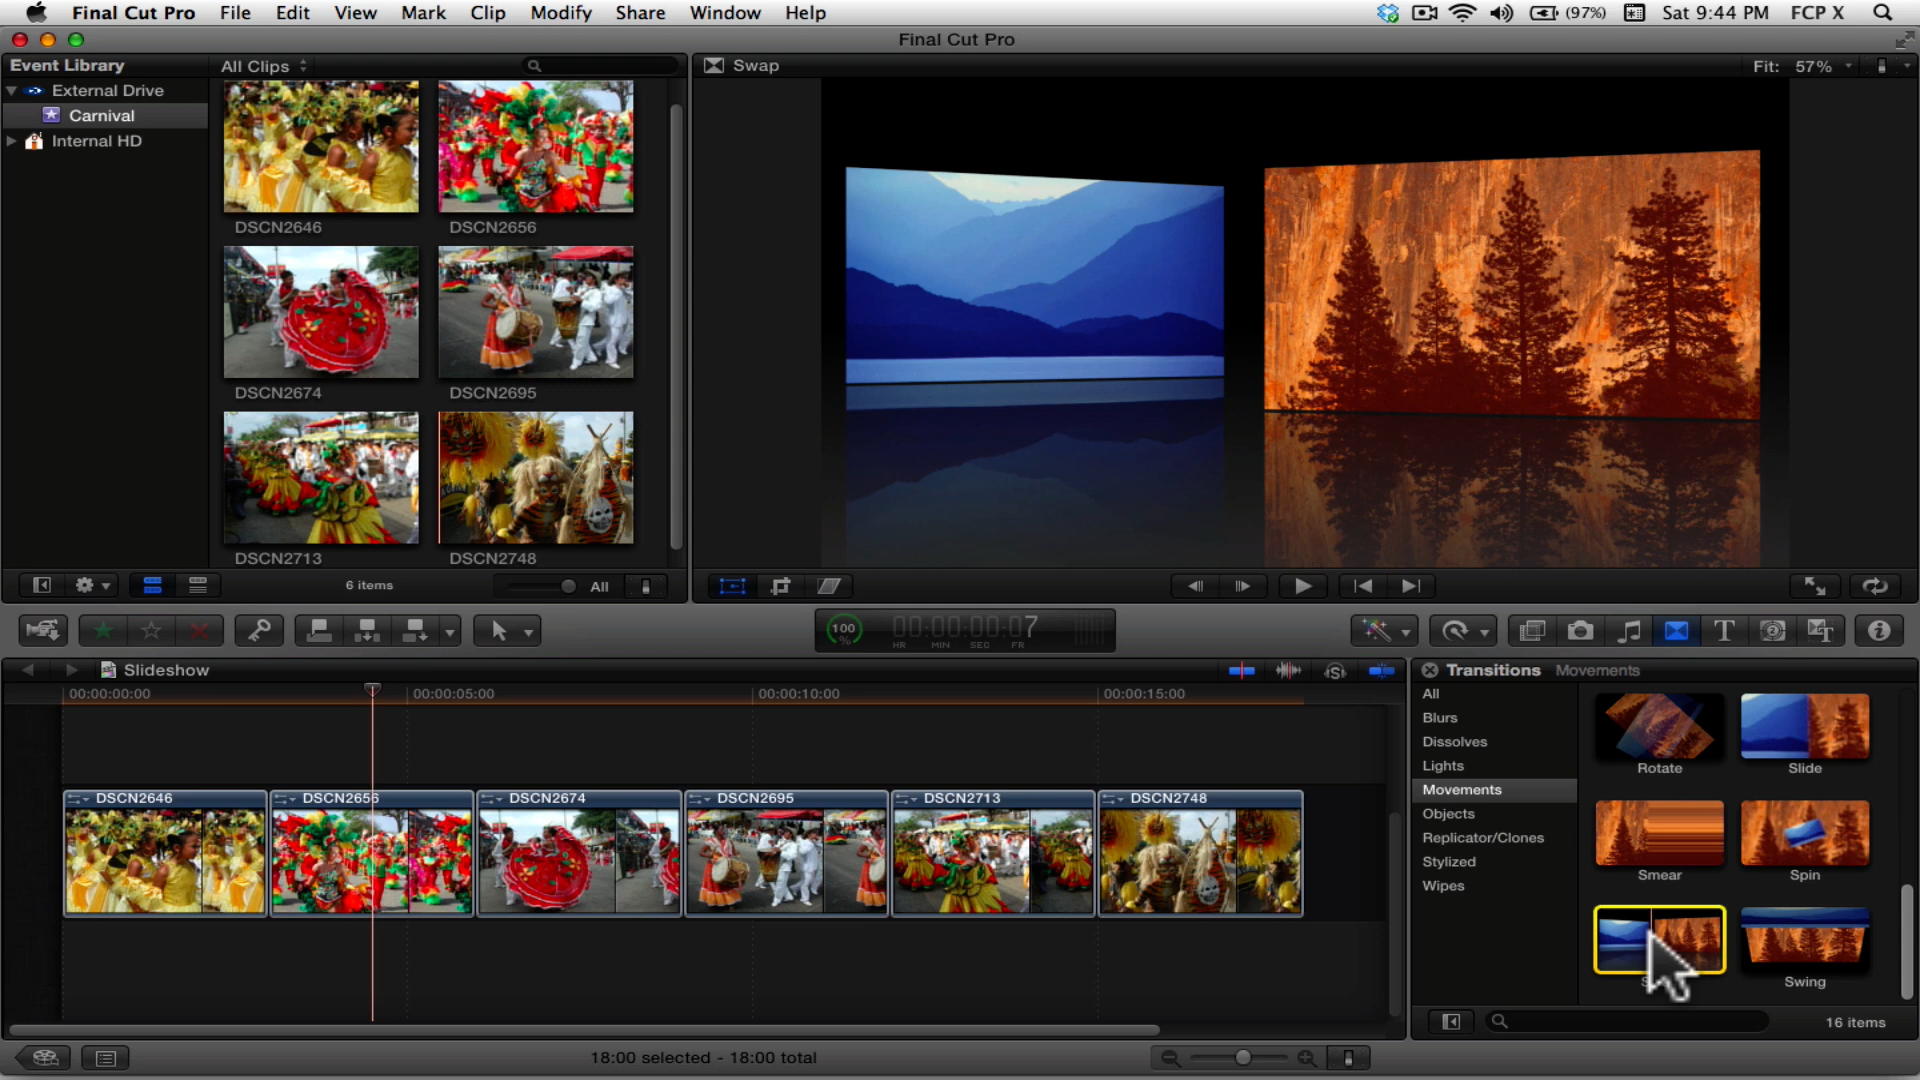 Final Cut Pro File Edit View Mark Clip Modify Share Window Help (97%) Sat 9:44 PM FCP X
Final Cut Pro
Event Library All Clips Swap Fit: 57%
External Drive
Carnival
Internal HD
DSCN2646 DSCN2656
DSCN2674 DSCN2695
DSCN2713 DSCN2748
6 items All
100 % 00:00:00:07
HR MIN SEC FR
Slideshow
00:00:00:00 00:00:05:00 00:00:10:00 00:00:15:00
DSCN2646 DSCN2656 DSCN2674 DSCN2695 DSCN2713 DSCN2748
Transitions Movements
All
Blurs
Dissolves
Lights
Movements
Objects
Replicator/Clones
Stylized
Wipes
Rotate Slide
Smear Spin
Swing
16 items
18:00 selected - 18:00 total